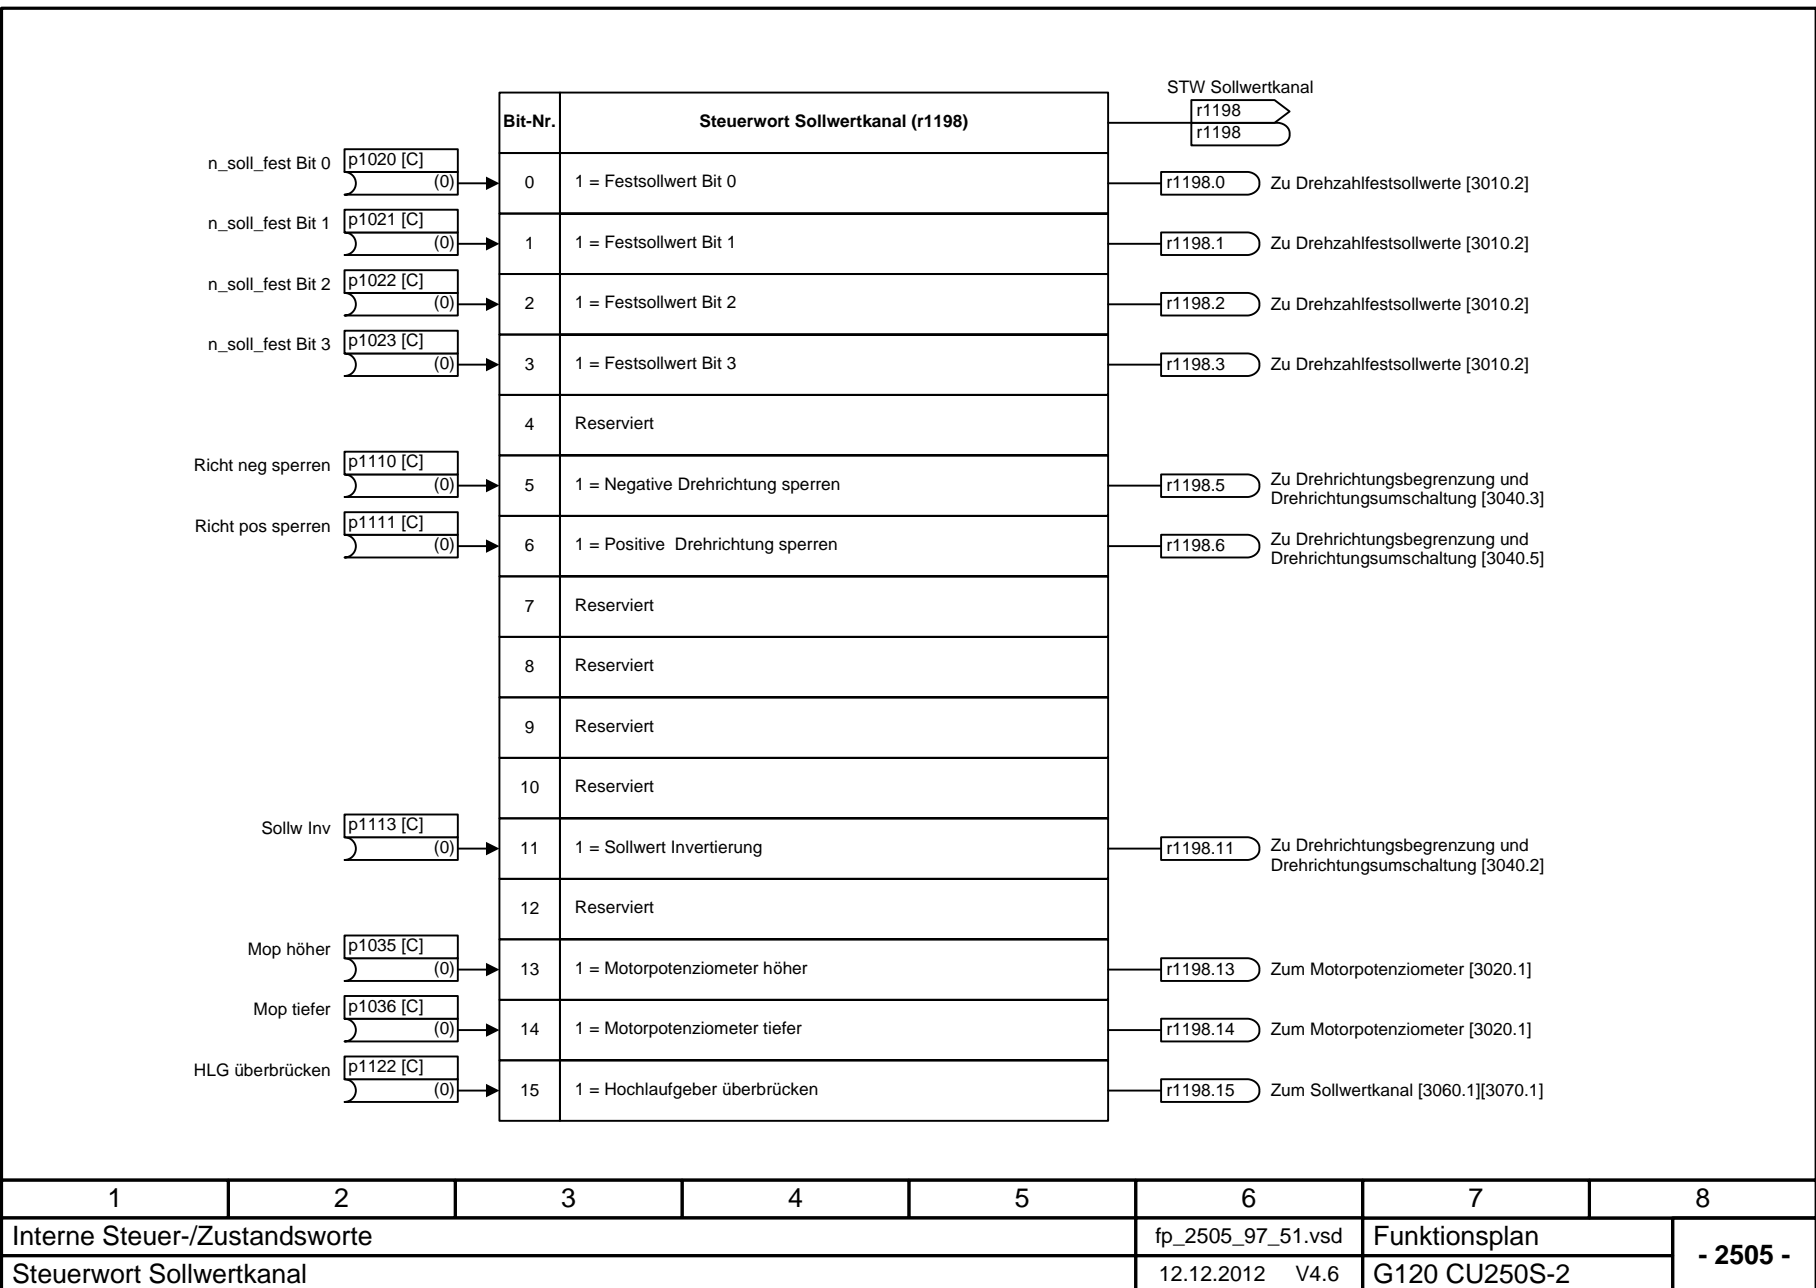 STW Sollwertkanal
r1198
r1198
Bit-Nr. Steuerwort Sollwertkanal (r1198)
n_soll_fest Bit 0 p1020 [C]
(0) 0 1 = Festsollwert Bit 0 r1198.0 Zu Drehzahlfestsollwerte [3010.2]
n_soll_fest Bit 1 p1021 [C]
(0) 1 1 = Festsollwert Bit 1 r1198.1 Zu Drehzahlfestsollwerte [3010.2]
n_soll_fest Bit 2 p1022 [C]
(0) 2 1 = Festsollwert Bit 2 r1198.2 Zu Drehzahlfestsollwerte [3010.2]
n_soll_fest Bit 3 p1023 [C]
(0) 3 1 = Festsollwert Bit 3 r1198.3 Zu Drehzahlfestsollwerte [3010.2]
4 Reserviert
Richt neg sperren p1110 [C]
(0) 5 1 = Negative Drehrichtung sperren r1198.5 Zu Drehrichtungsbegrenzung und
Drehrichtungsumschaltung [3040.3]
Richt pos sperren p1111 [C]
(0) 6 1 = Positive  Drehrichtung sperren r1198.6 Zu Drehrichtungsbegrenzung und
Drehrichtungsumschaltung [3040.5]
7 Reserviert
8 Reserviert
9 Reserviert
10 Reserviert
Sollw Inv p1113 [C]
(0) 11 1 = Sollwert Invertierung r1198.11 Zu Drehrichtungsbegrenzung und
Drehrichtungsumschaltung [3040.2]
12 Reserviert
Mop höher p1035 [C]
(0) 13 1 = Motorpotenziometer höher r1198.13 Zum Motorpotenziometer [3020.1]
Mop tiefer p1036 [C]
(0) 14 1 = Motorpotenziometer tiefer r1198.14 Zum Motorpotenziometer [3020.1]
HLG überbrücken p1122 [C]
(0) 15 1 = Hochlaufgeber überbrücken r1198.15 Zum Sollwertkanal [3060.1][3070.1]
1 2 3 4 5 6 7 8
Interne Steuer-/Zustandsworte fp_2505_97_51.vsd Funktionsplan - 2505 -
Steuerwort Sollwertkanal 12.12.2012 V4.6 G120 CU250S-2